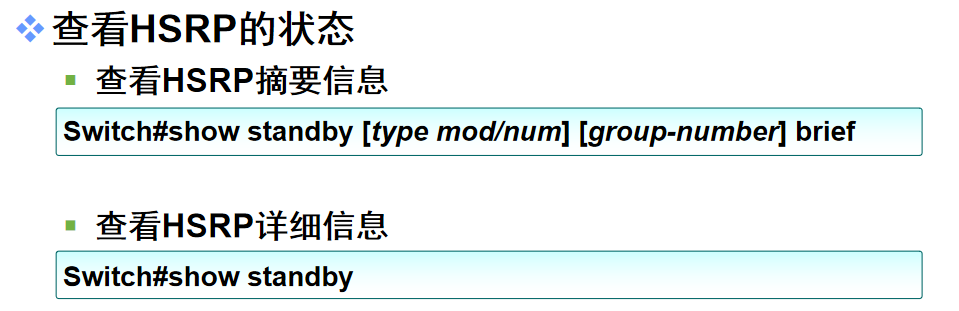 查看HSRP的状态
查看HSRP摘要信息
Switch#show standby [type mod/num] [group-number] brief
查看HSRP详细信息
Switch#show standby